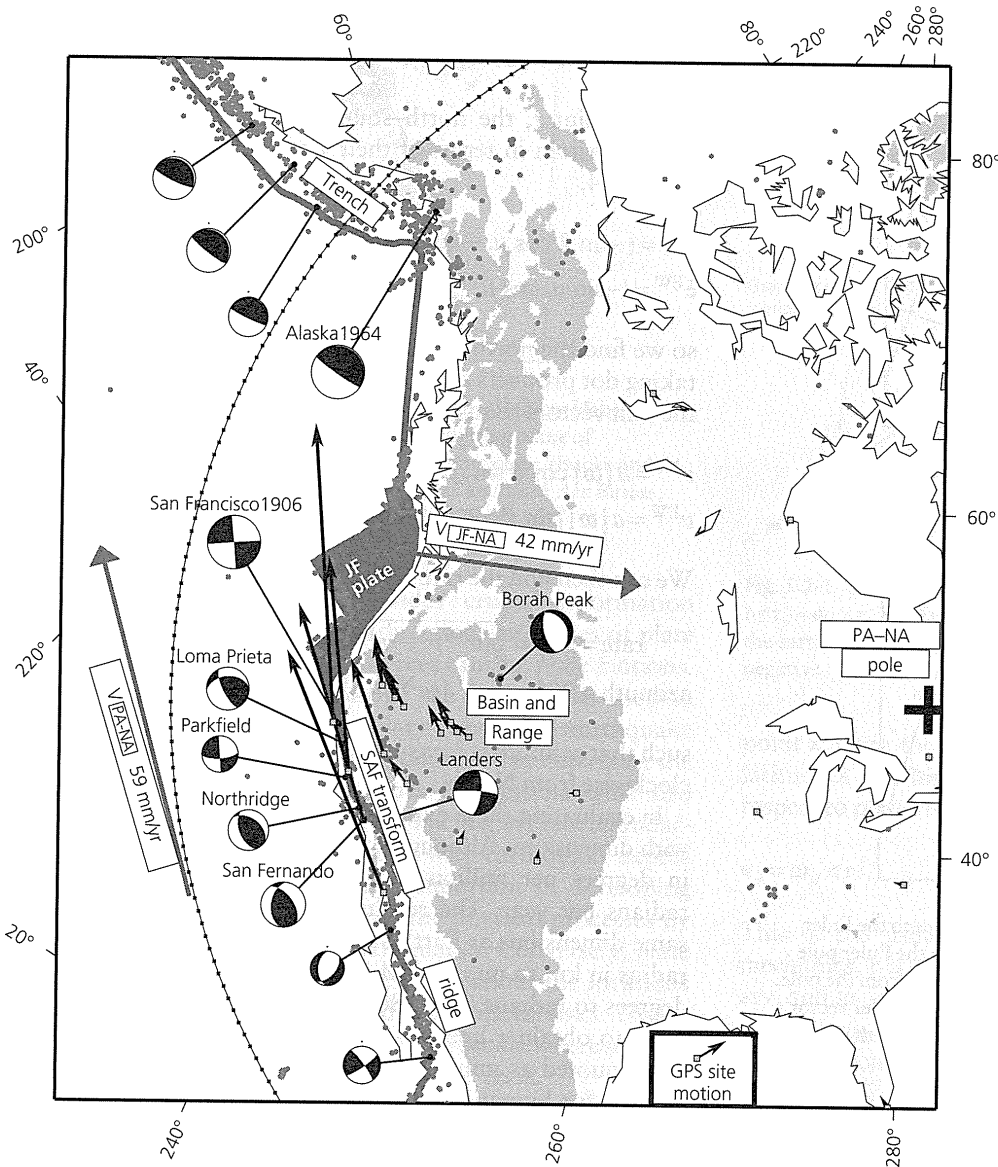 60°
80°
220°
240°
260°
280°
80°
200°
Trench
Alaska1964
40°
San Francisco1906
V JF-NA 42 mm/yr
60°
JF
plate
Borah Peak
PA–NA
pole
220°
Loma Prieta
Basin and
Range
Parkfield
V PA-NA 59 mm/yr
SAF transform
Landers
Northridge
San Fernando
40°
20°
ridge
GPS site
motion
240°
260°
280°